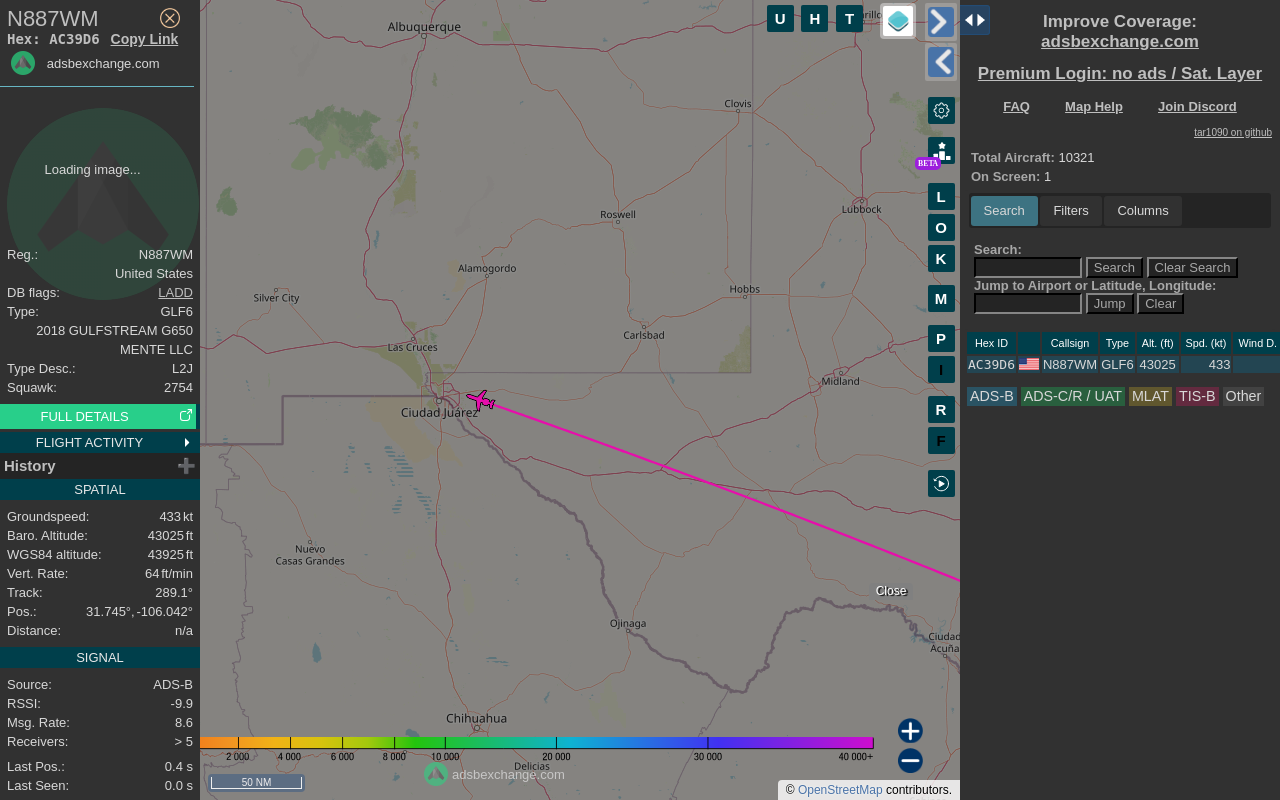 N887WM
Hex: AC39D6 Copy Link
adsbexchange.com
Loading image...
Reg.: N887WM
United States
DB flags: LADD
Type: GLF6
2018 GULFSTREAM G650
MENTE LLC
Type Desc.: L2J
Squawk: 2754
FULL DETAILS
FLIGHT ACTIVITY
History
SPATIAL
Groundspeed: 433 kt
Baro. Altitude: 43025 ft
WGS84 altitude: 43925 ft
Vert. Rate: 64 ft/min
Track: 289.1°
Pos.: 31.745°, -106.042°
Distance: n/a
SIGNAL
Source: ADS-B
RSSI: -9.9
Msg. Rate: 8.6
Receivers: > 5
Last Pos.: 0.4 s
Last Seen: 0.0 s
Albuquerque
Clovis
Roswell
Lubbock
Alamogordo
Silver City
Hobbs
Carlsbad
Las Cruces
Midland
Ciudad Juárez
Nuevo
Casas Grandes
Close
Ojinaga
Ciudad
Acuña
Chihuahua
Delicias
2 000 4 000 6 000 8 000 10 000 20 000 30 000 40 000+
50 NM
adsbexchange.com
© OpenStreetMap contributors.
U H T
BETA
L
O
K
M
P
I
R
F
Improve Coverage:
adsbexchange.com
Premium Login: no ads / Sat. Layer
FAQ Map Help Join Discord
tar1090 on github
Total Aircraft: 10321
On Screen: 1
Search Filters Columns
Search:
Search Clear Search
Jump to Airport or Latitude, Longitude:
Jump Clear
Hex ID Callsign Type Alt. (ft) Spd. (kt) Wind D.
AC39D6 N887WM GLF6 43025 433
ADS-B ADS-C/R / UAT MLAT TIS-B Other